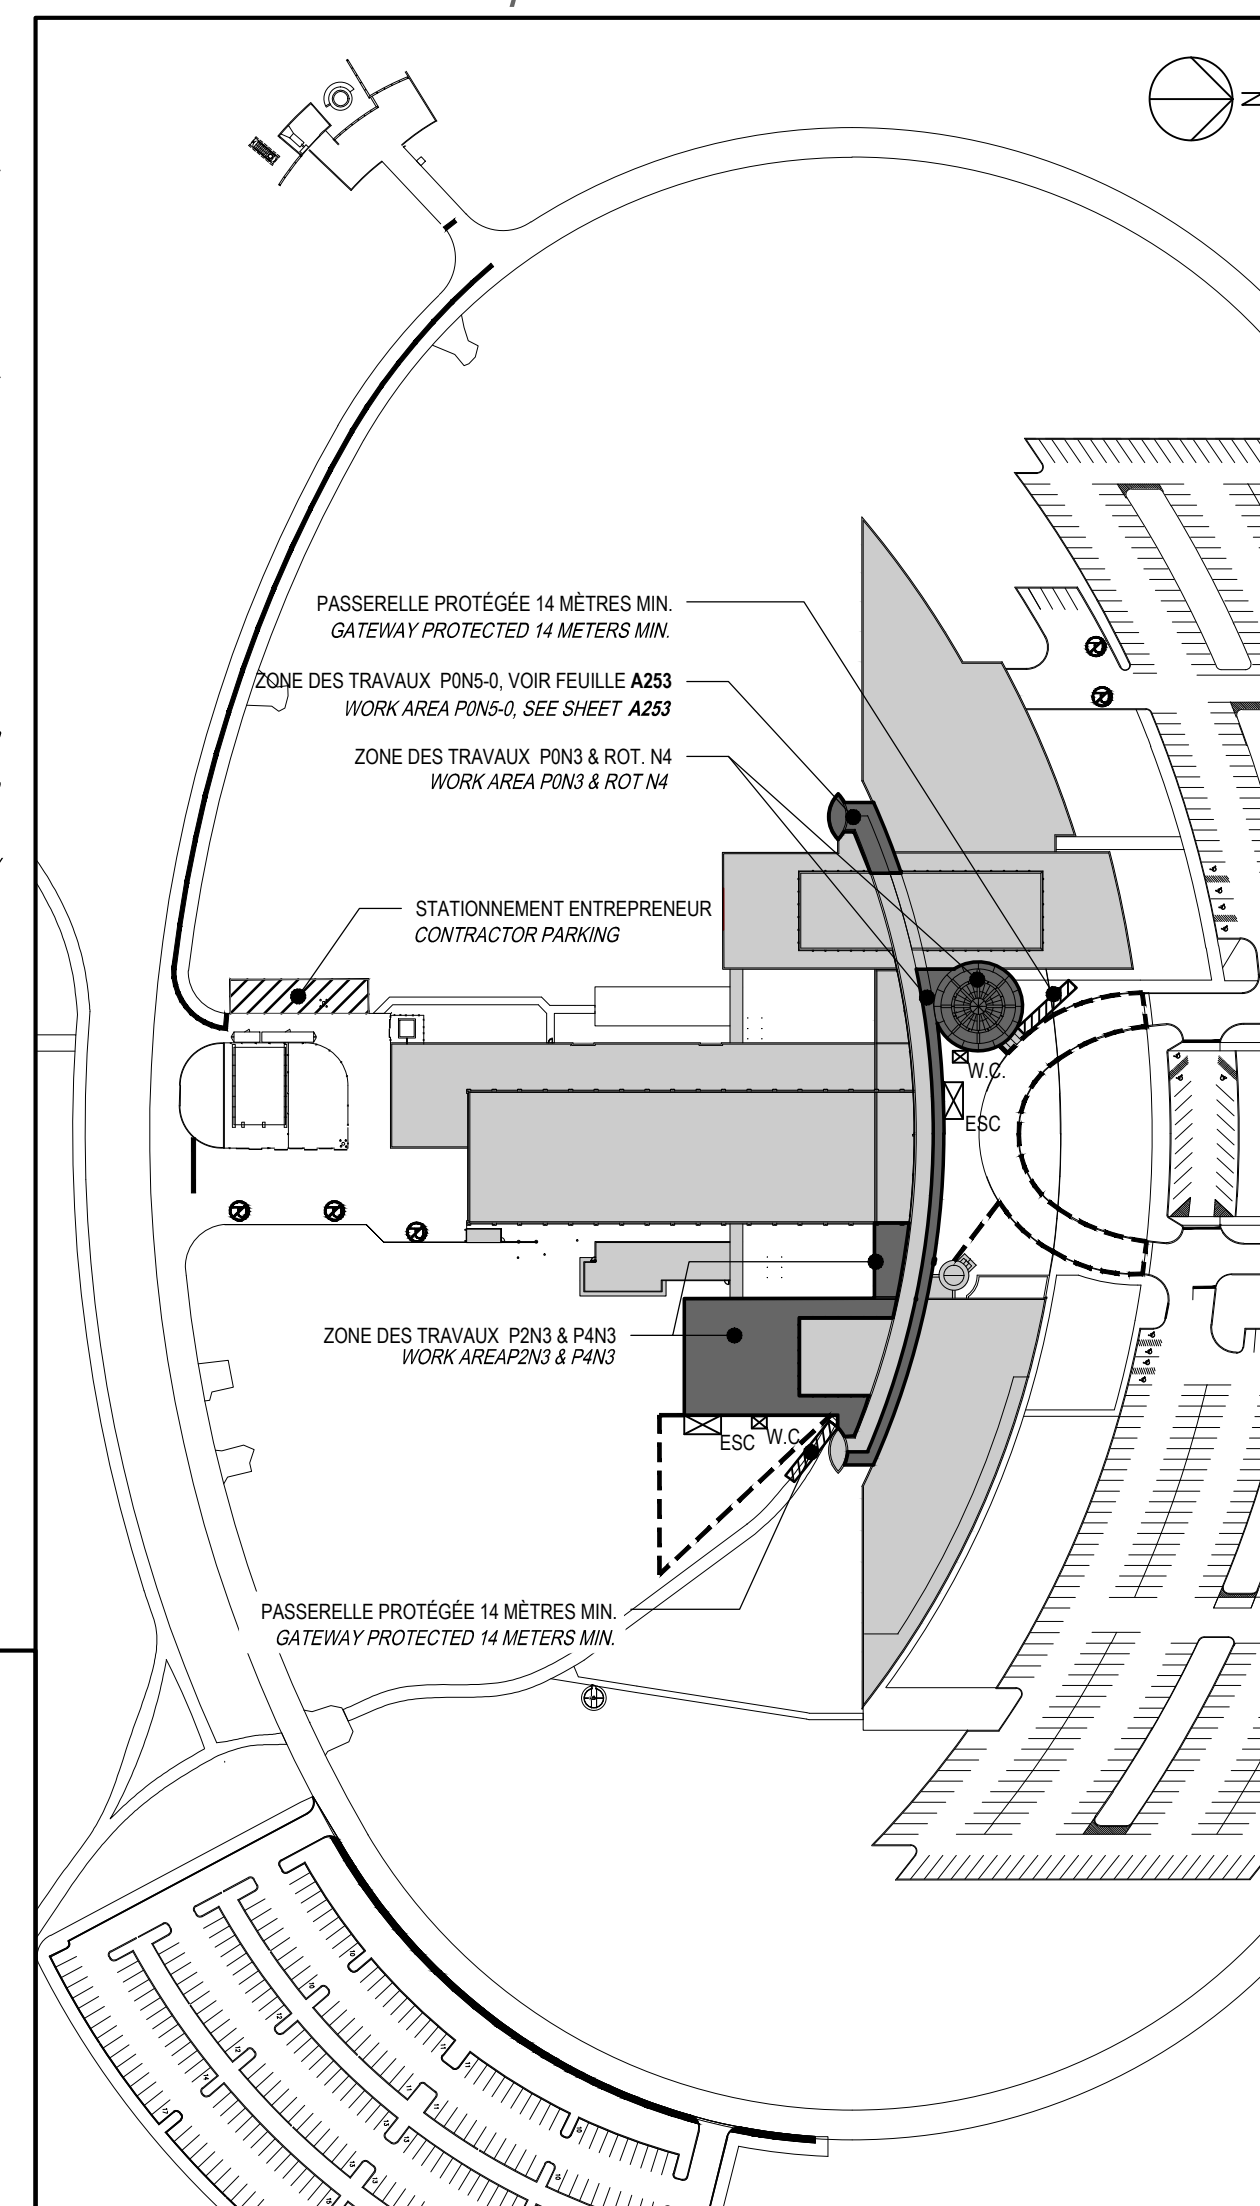 N
PASSERELLE PROTÉGÉE 14 MÈTRES MIN.
GATEWAY PROTECTED 14 METERS MIN.
ZONE DES TRAVAUX P0N5-0, VOIR FEUILLE A253
WORK AREA P0N5-0, SEE SHEET A253
ZONE DES TRAVAUX P0N3 & ROT. N4
WORK AREA P0N3 & ROT N4
STATIONNEMENT ENTREPRENEUR
CONTRACTOR PARKING
W.C.
ESC
ZONE DES TRAVAUX P2N3 & P4N3
WORK AREAP2N3 & P4N3
ESC
W.C.
PASSERELLE PROTÉGÉE 14 MÈTRES MIN.
GATEWAY PROTECTED 14 METERS MIN.